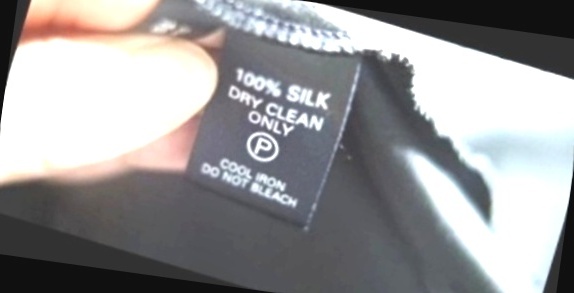 100% SILK
DRY CLEAN
ONLY
P
COOL IRON
DO NOT BLEACH